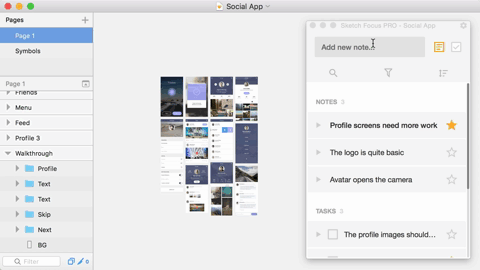 Social App
Pages
Page 1
Symbols
Page 1
Friends
Menu
Feed
Profile 3
Walkthrough
Profile
Text
Text
Skip
Next
BG
Filter
0
Sketch Focus PRO - Social App
Add new note...
NOTES 3
Profile screens need more work
The logo is quite basic
Avatar opens the camera
TASKS
The profile images should...